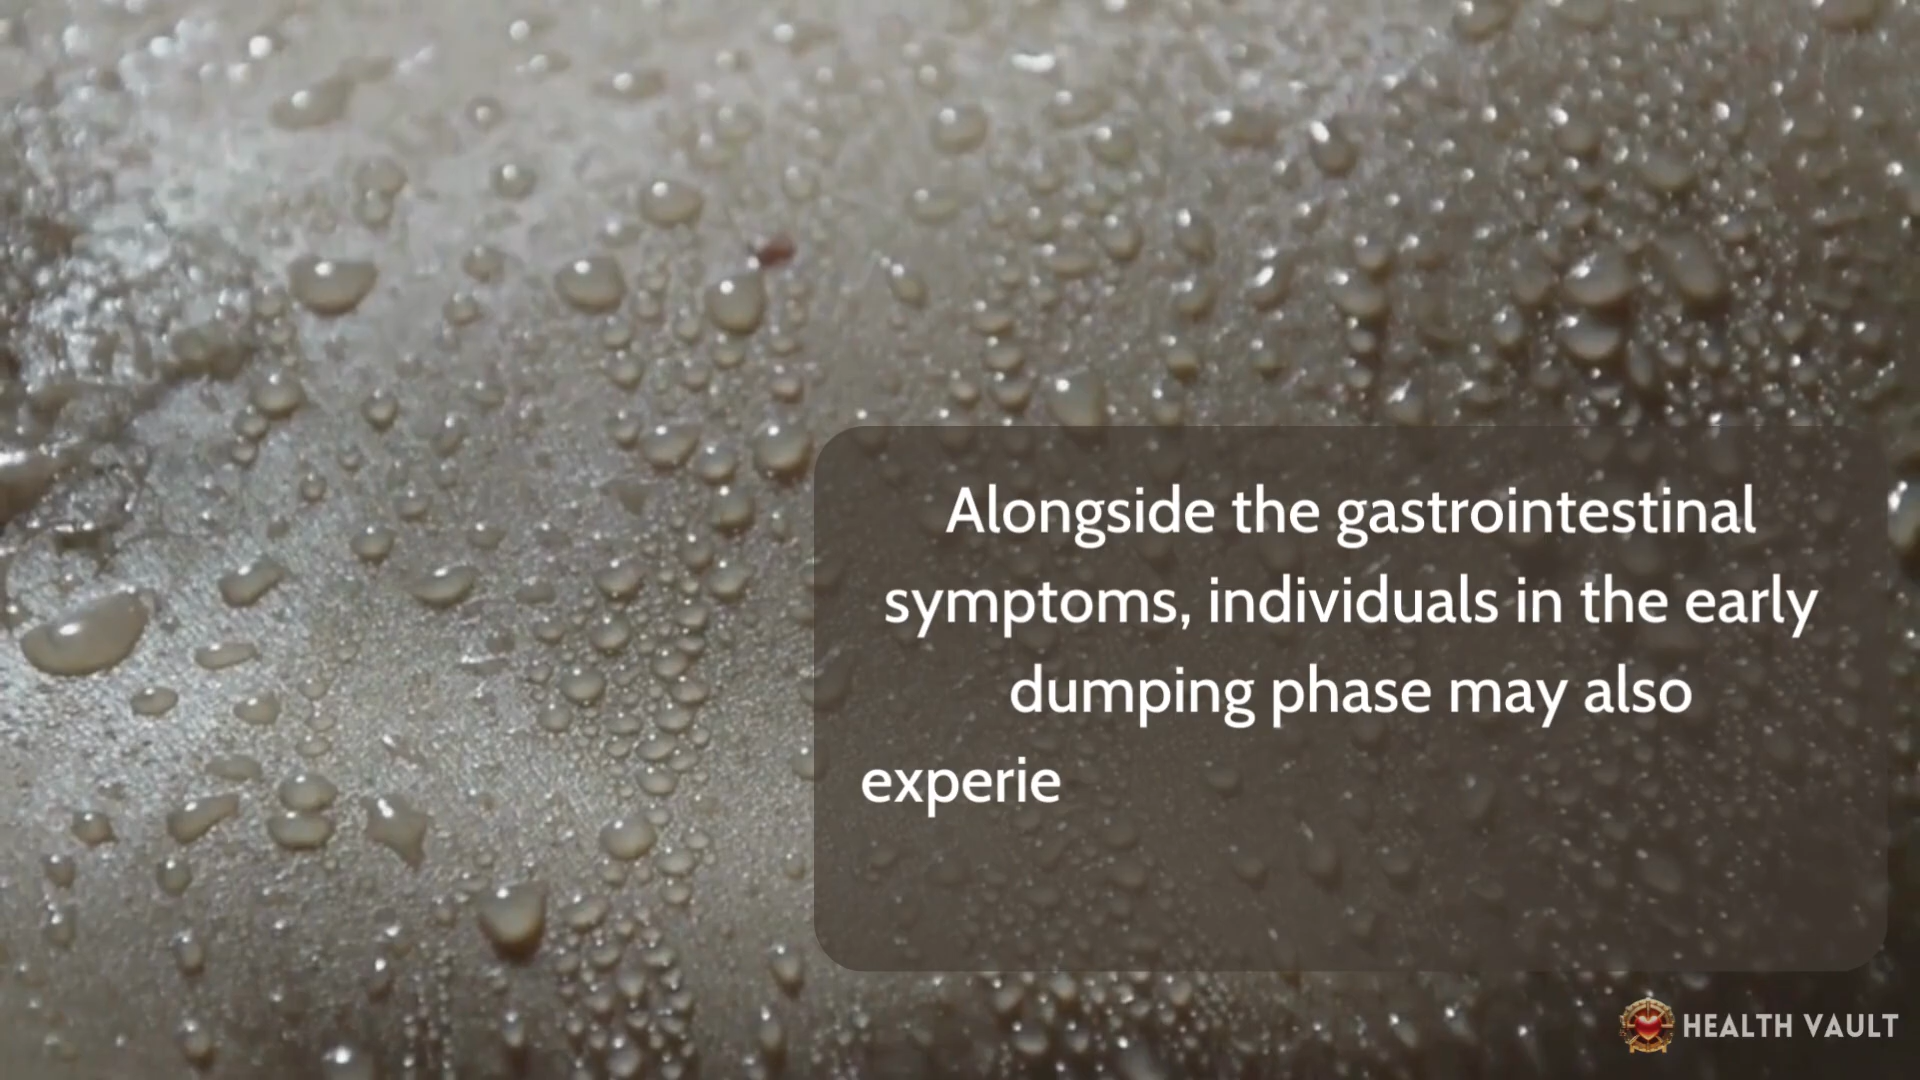 Alongside the gastrointestinal
symptoms, individuals in the early
dumping phase may also
experie
HEALTH VAULT